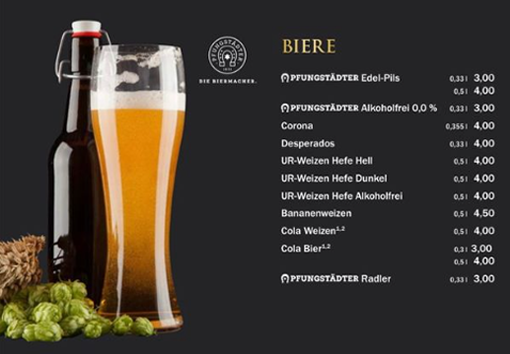 PFUNGSTÄDTER
DIE BIERMACHER.
BIERE
PFUNGSTÄDTER Edel-Pils 0,33 l 3,00
0,5 l 4,00
PFUNGSTÄDTER Alkoholfrei 0,0 % 0,33 l 3,00
Corona 0,355 l 4,00
Desperados 0,33 l 4,00
UR-Weizen Hefe Hell 0,5 l 4,00
UR-Weizen Hefe Dunkel 0,5 l 4,00
UR-Weizen Hefe Alkoholfrei 0,5 l 4,00
Bananenweizen 0,5 l 4,50
Cola Weizen1,2 0,5 l 4,00
Cola Bier1,2 0,3 l 3,00
0,5 l 4,00
PFUNGSTÄDTER Radler 0,33 l 3,00